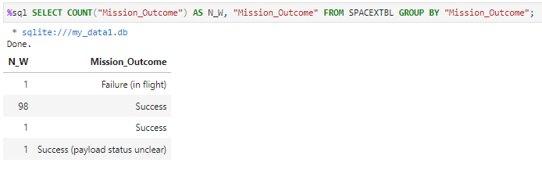 %sql SELECT COUNT("Mission_Outcome") AS N_W, "Mission_Outcome" FROM SPACEXTBL GROUP BY "Mission_Outcome";
* sqlite:///my_data1.db
Done.
N_W Mission_Outcome
1 Failure (in flight)
98 Success
1 Success
1 Success (payload status unclear)